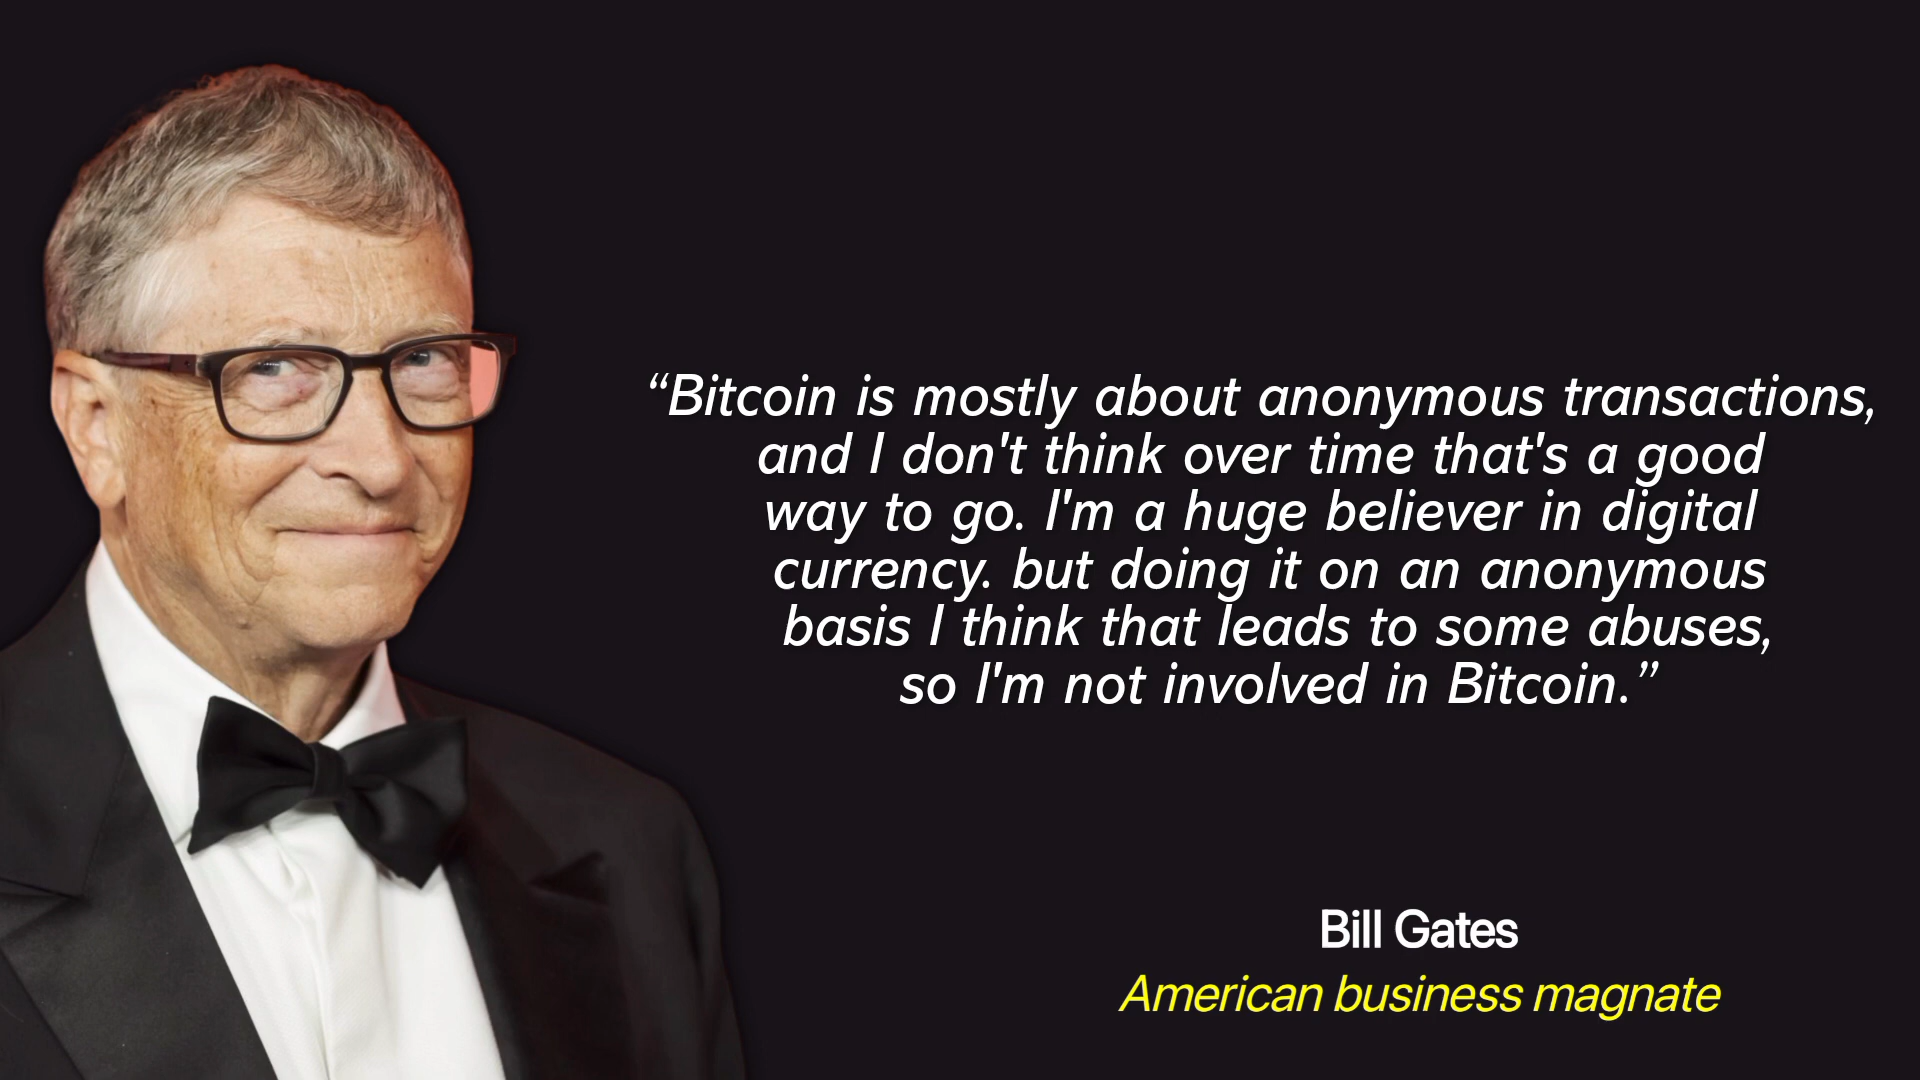 “Bitcoin is mostly about anonymous transactions,
and I don't think over time that's a good
way to go. I'm a huge believer in digital
currency. but doing it on an anonymous
basis I think that leads to some abuses,
so I'm not involved in Bitcoin.”
Bill Gates
American business magnate